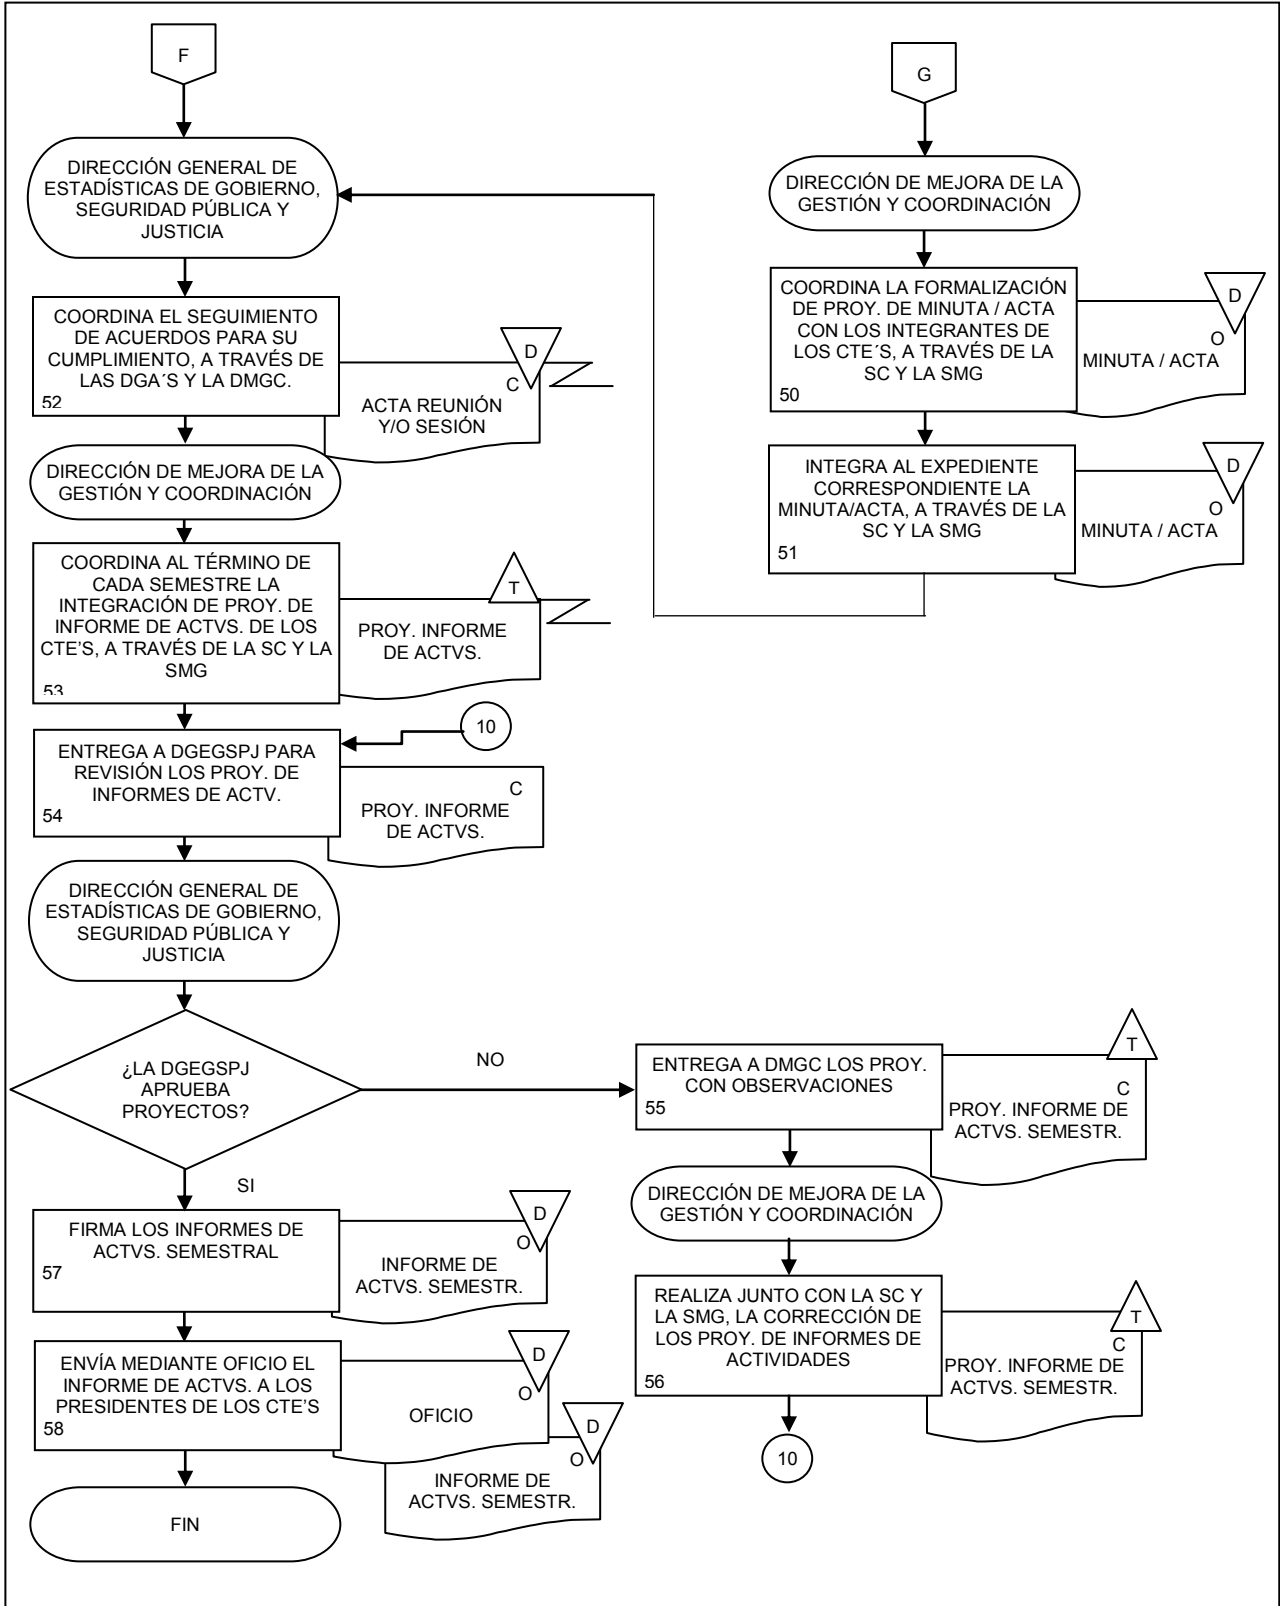 F
DIRECCIÓN GENERAL DE
ESTADÍSTICAS DE GOBIERNO,
SEGURIDAD PÚBLICA Y
JUSTICIA
COORDINA EL SEGUIMIENTO
DE ACUERDOS PARA SU
CUMPLIMIENTO, A TRAVÉS DE
LAS DGA´S Y LA DMGC.
52
D
C
ACTA REUNIÓN
Y/O SESIÓN
DIRECCIÓN DE MEJORA DE LA
GESTIÓN Y COORDINACIÓN
COORDINA AL TÉRMINO DE
CADA SEMESTRE LA
INTEGRACIÓN DE PROY. DE
INFORME DE ACTVS. DE LOS
CTE'S, A TRAVÉS DE LA SC Y LA
SMG
53
T
PROY. INFORME
DE ACTVS.
10
ENTREGA A DGEGSPJ PARA
REVISIÓN LOS PROY. DE
INFORMES DE ACTV.
54
C
PROY. INFORME
DE ACTVS.
DIRECCIÓN GENERAL DE
ESTADÍSTICAS DE GOBIERNO,
SEGURIDAD PÚBLICA Y
JUSTICIA
¿LA DGEGSPJ
APRUEBA
PROYECTOS?
NO
SI
FIRMA LOS INFORMES DE
ACTVS. SEMESTRAL
57
D
O
INFORME DE
ACTVS. SEMESTR.
ENVÍA MEDIANTE OFICIO EL
INFORME DE ACTVS. A LOS
PRESIDENTES DE LOS CTE'S
58
D
O
OFICIO
D
O
INFORME DE
ACTVS. SEMESTR.
FIN
G
DIRECCIÓN DE MEJORA DE LA
GESTIÓN Y COORDINACIÓN
COORDINA LA FORMALIZACIÓN
DE PROY. DE MINUTA / ACTA
CON LOS INTEGRANTES DE
LOS CTE´S, A TRAVÉS DE LA
SC Y LA SMG
50
D
O
MINUTA / ACTA
INTEGRA AL EXPEDIENTE
CORRESPONDIENTE LA
MINUTA/ACTA, A TRAVÉS DE LA
SC Y LA SMG
51
D
O
MINUTA / ACTA
ENTREGA A DMGC LOS PROY.
CON OBSERVACIONES
55
T
C
PROY. INFORME DE
ACTVS. SEMESTR.
DIRECCIÓN DE MEJORA DE LA
GESTIÓN Y COORDINACIÓN
REALIZA JUNTO CON LA SC Y
LA SMG, LA CORRECCIÓN DE
LOS PROY. DE INFORMES DE
ACTIVIDADES
56
T
C
PROY. INFORME DE
ACTVS. SEMESTR.
10